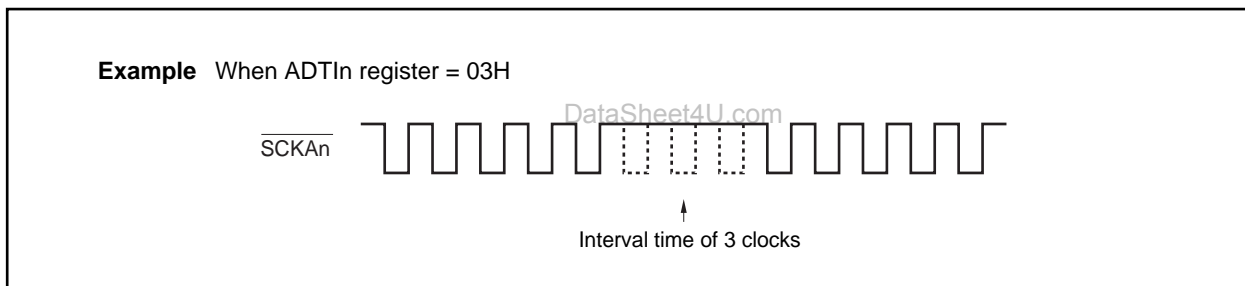 Example When ADTIn register = 03H
DataSheet4U.com
SCKAn
Interval time of 3 clocks